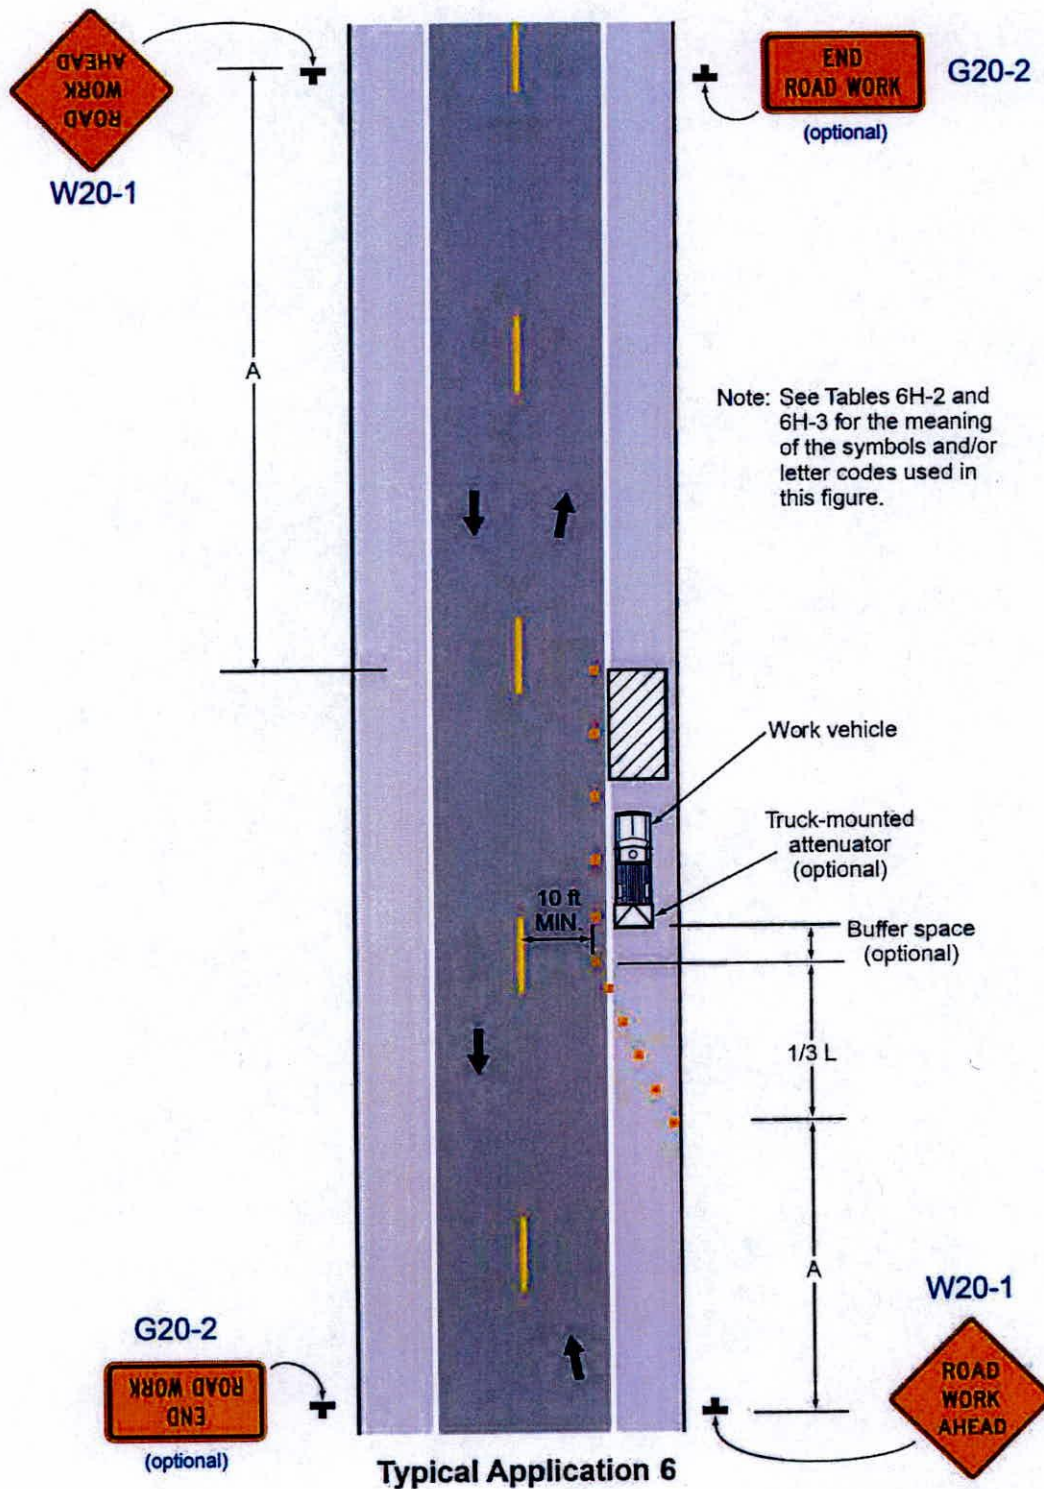 ROAD
WORK
AHEAD
W20-1
END
ROAD WORK
(optional)
G20-2
A
Note: See Tables 6H-2 and
6H-3 for the meaning
of the symbols and/or
letter codes used in
this figure.
Work vehicle
Truck-mounted
attenuator
(optional)
10 ft
MIN.
Buffer space
(optional)
1/3 L
A
W20-1
ROAD
WORK
AHEAD
G20-2
END
ROAD WORK
(optional)
Typical Application 6